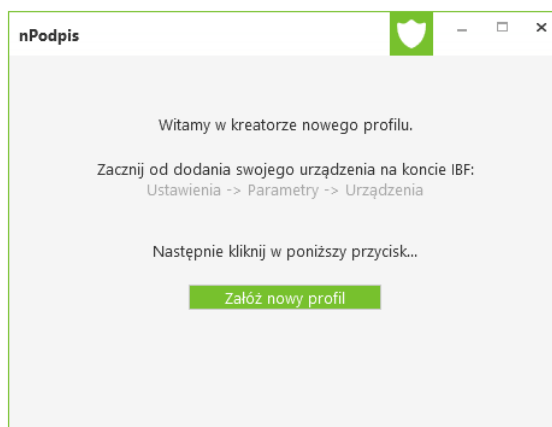 nPodpis
Witamy w kreatorze nowego profilu.
Zacznij od dodania swojego urządzenia na koncie IBF:
Ustawienia -> Parametry -> Urządzenia
Następnie kliknij w poniższy przycisk...
Załóż nowy profil